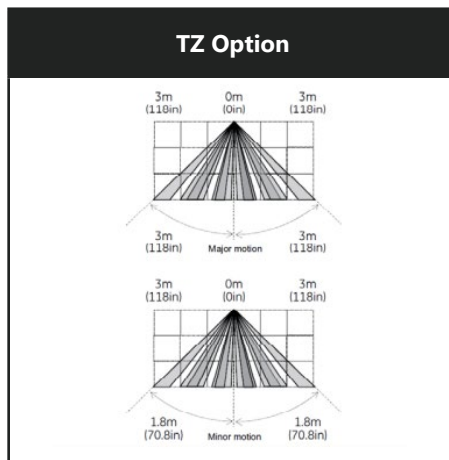 TZ Option
3m 0m 3m
(118in) (0in) (118in)
3m 3m
(118in) Major motion (118in)
3m 0m 3m
(118in) (0in) (118in)
1.8m 1.8m
(70.8in) Minor motion (70.8in)